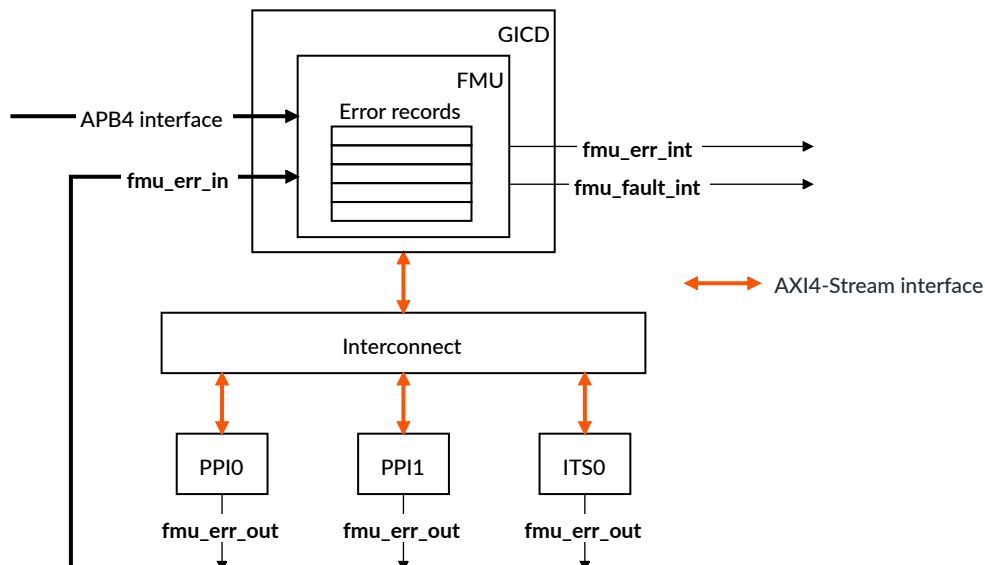 GICD
FMU
Error records
APB4 interface
fmu_err_int
fmu_err_in
fmu_fault_int
AXI4-Stream interface
Interconnect
PPI0
PPI1
ITS0
fmu_err_out
fmu_err_out
fmu_err_out